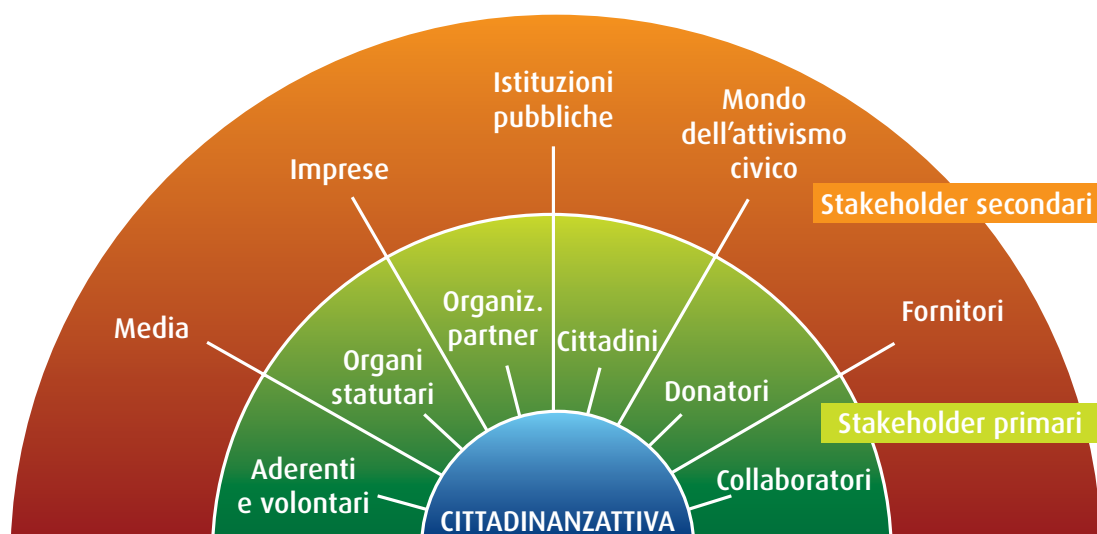 Istituzioni
pubbliche
Mondo
dell'attivismo
civico
Imprese
Stakeholder secondari
Media
Fornitori
Organiz.
partner
Cittadini
Organi
statutari
Donatori
Stakeholder primari
Aderenti
e volontari
Collaboratori
CITTADINANZATTIVA